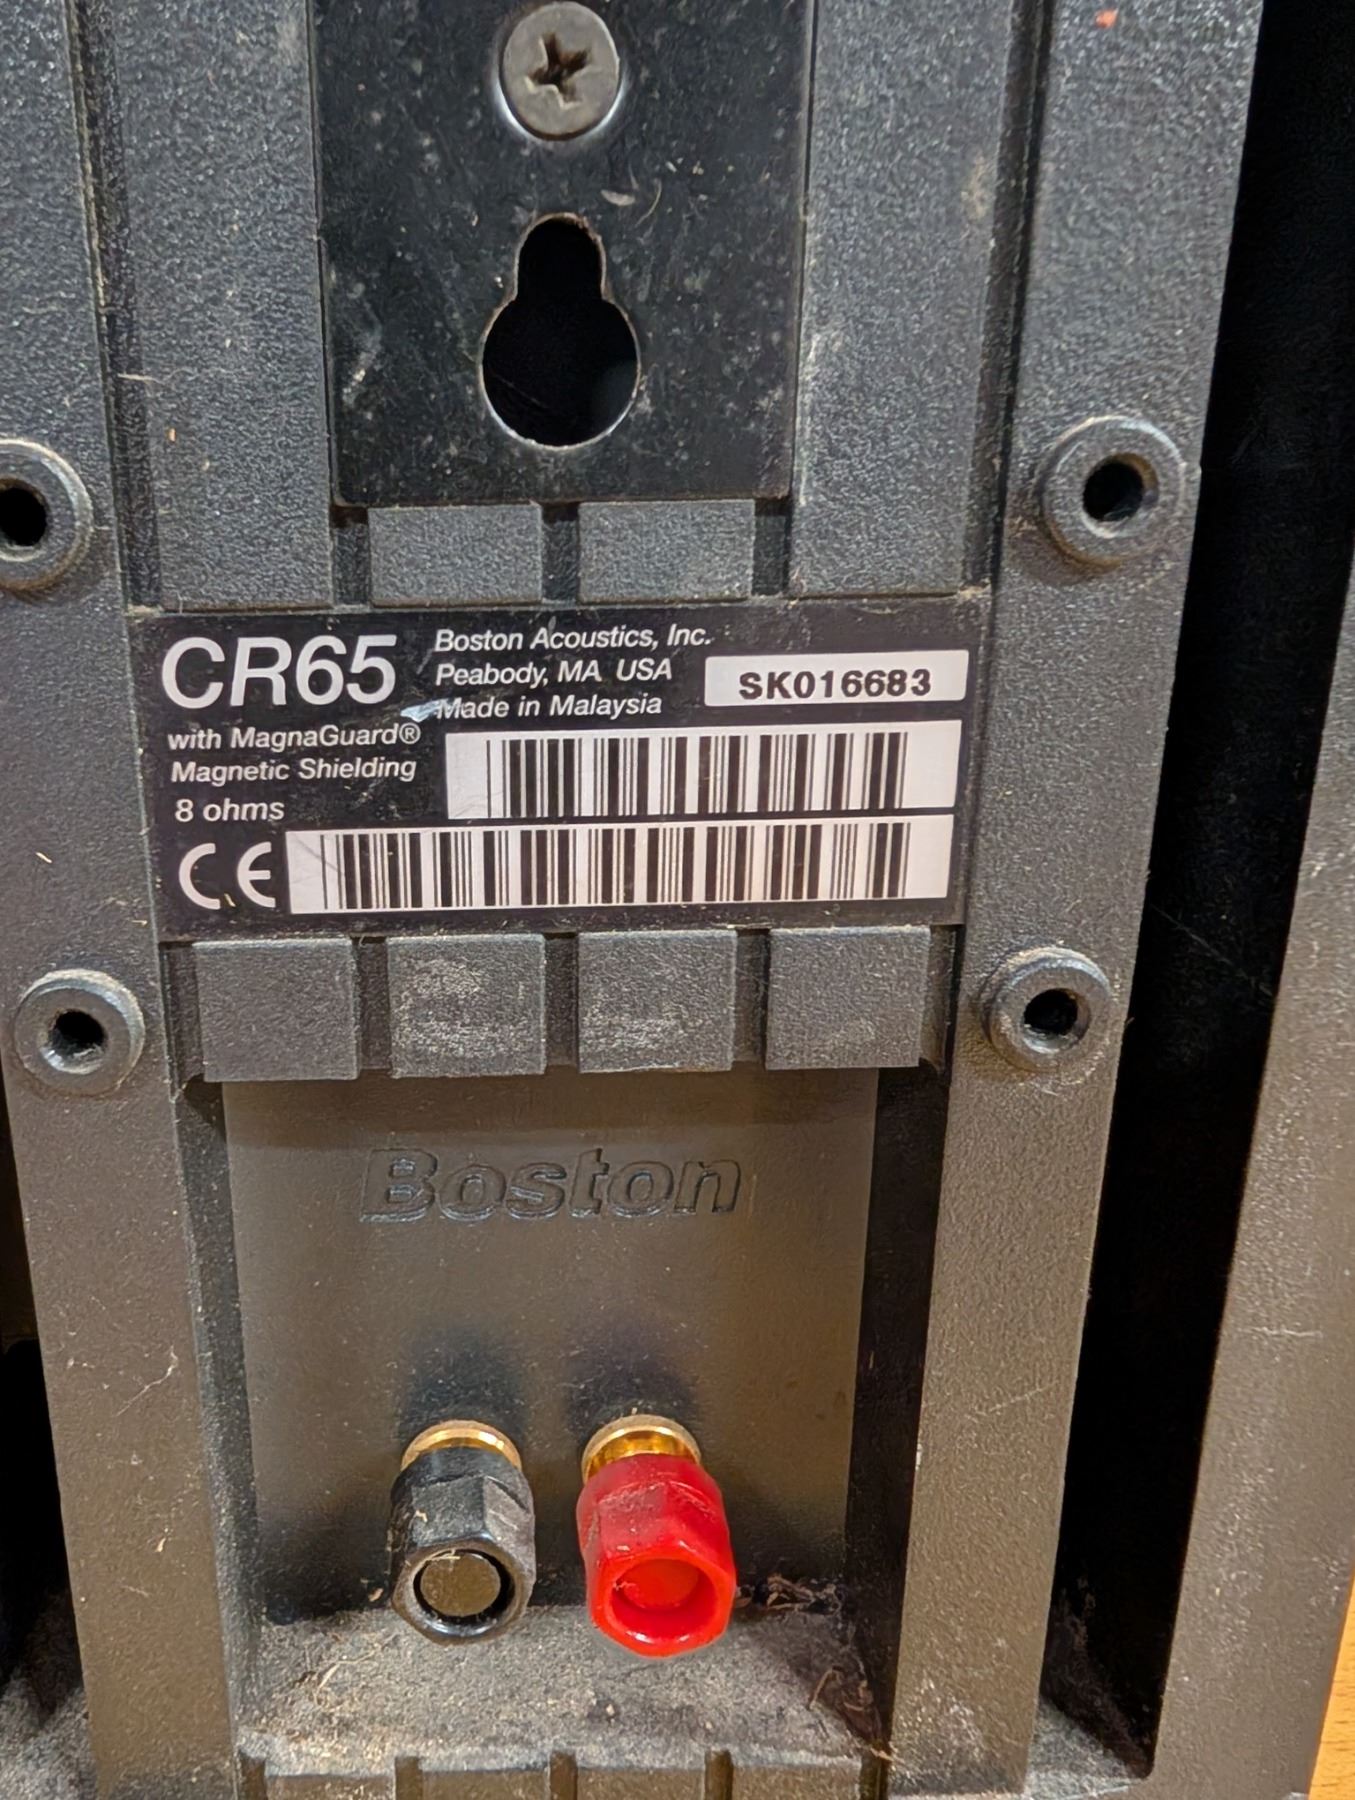 CR65
with MagnaGuard®
Magnetic Shielding
8 ohms
CE
Boston Acoustics, Inc.
Peabody, MA USA
Made in Malaysia
SK016683
Boston